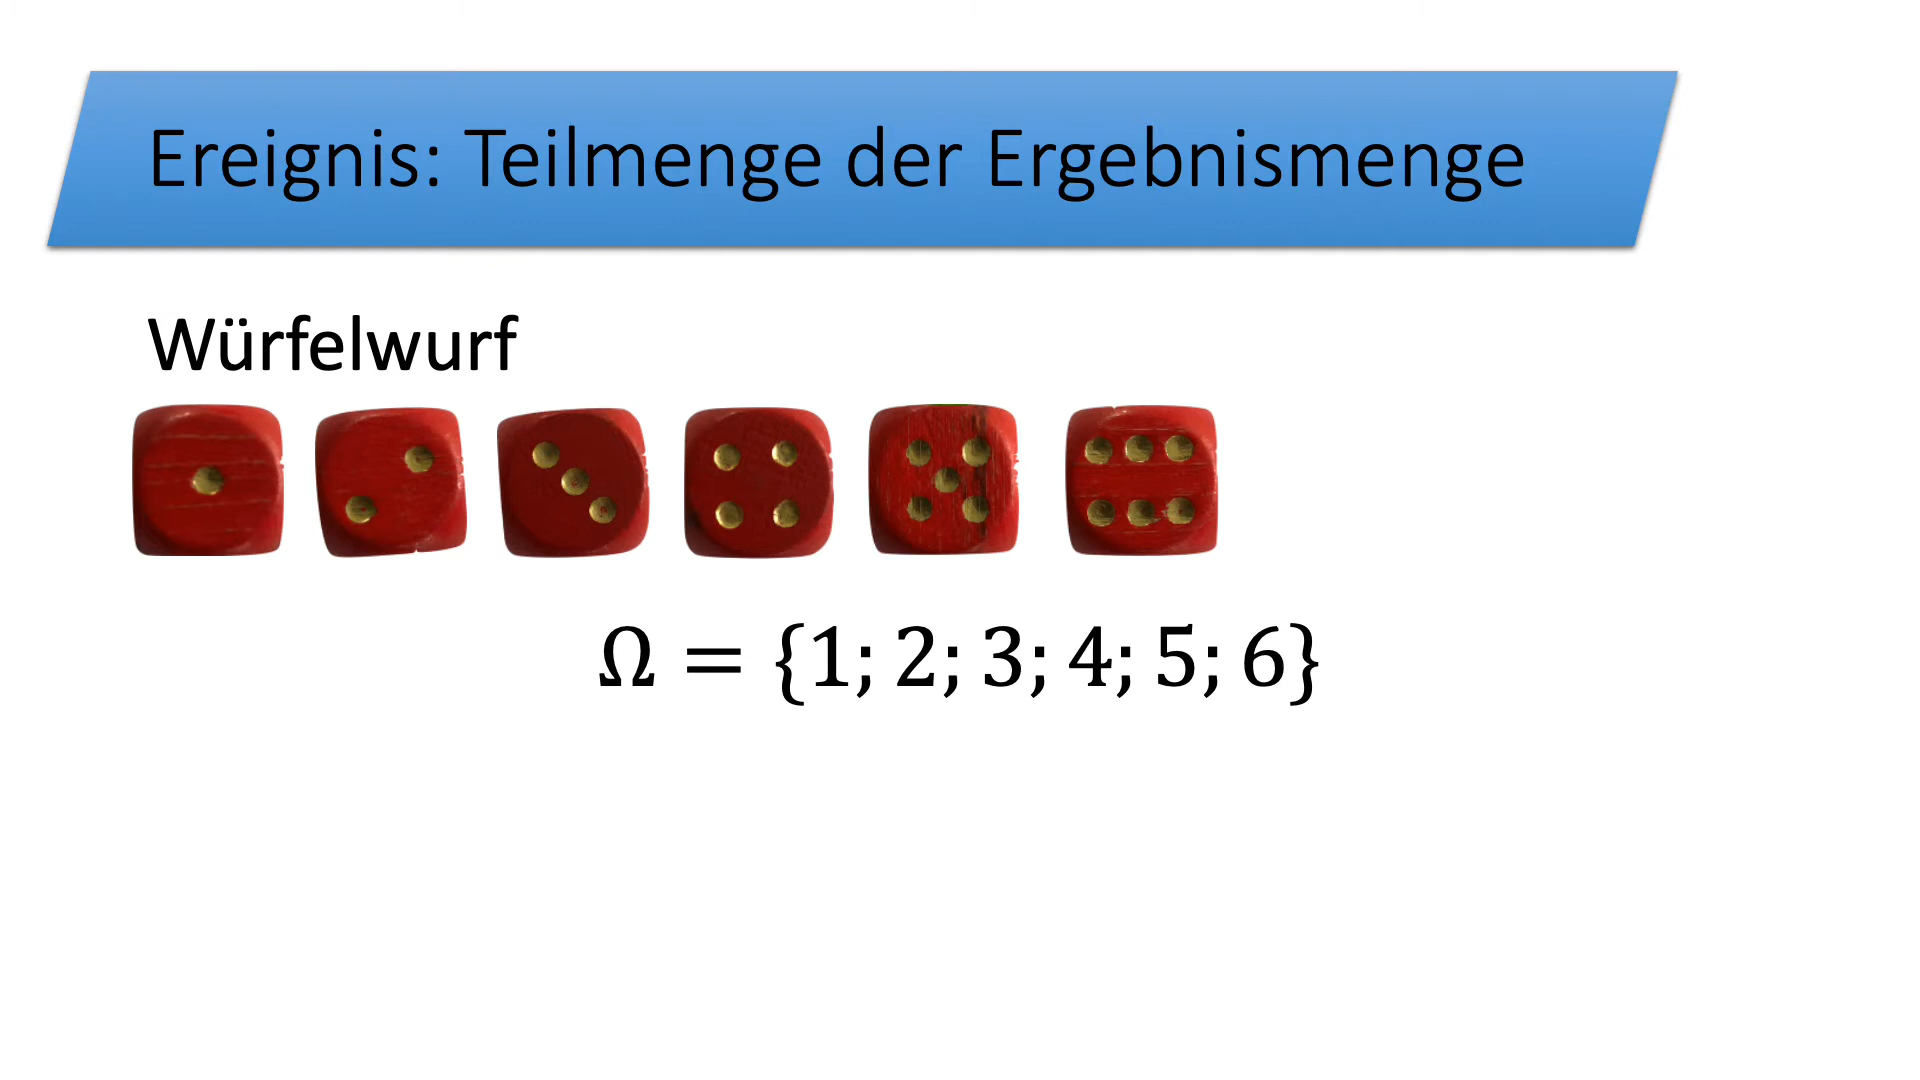 Ereignis: Teilmenge der Ergebnismenge
Würfelwurf
Ω = {1; 2; 3; 4; 5; 6}